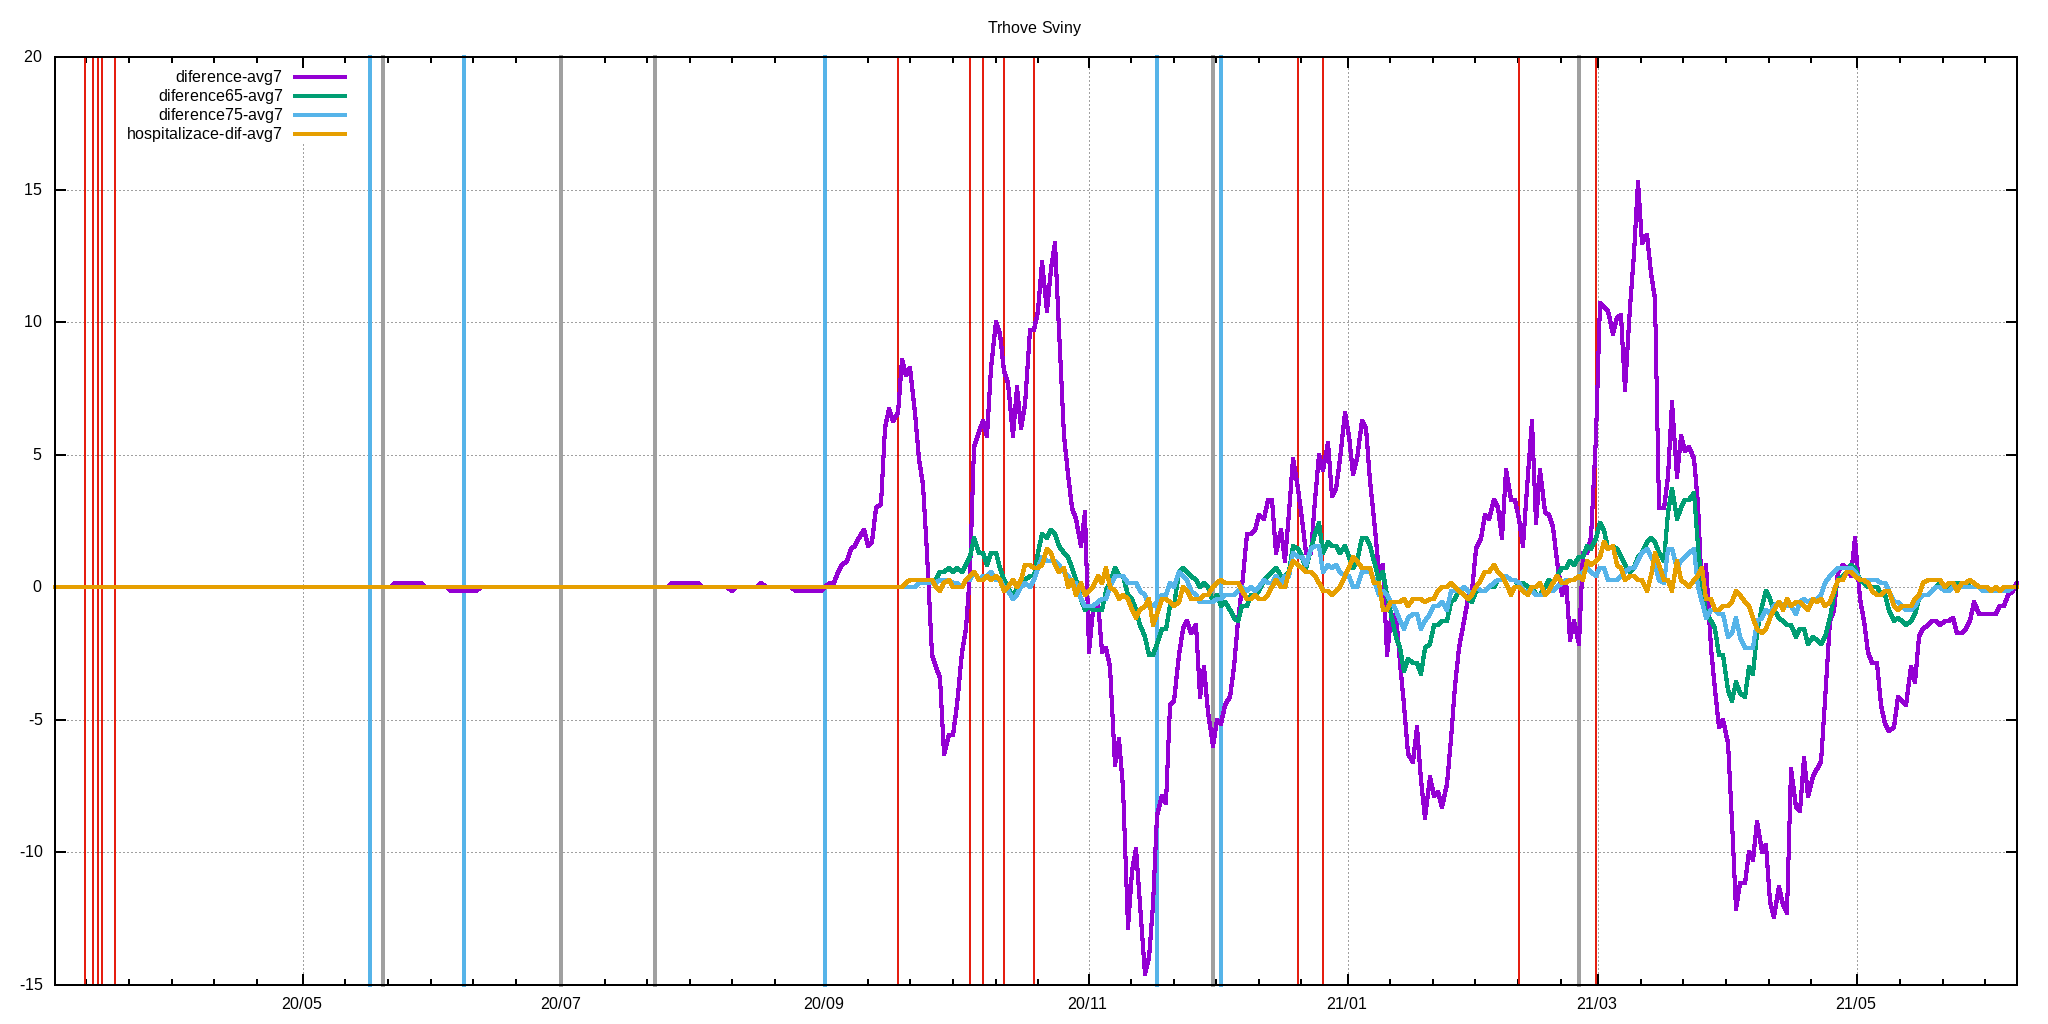 Trhove Sviny
20
diference-avg7
diference65-avg7
diference75-avg7
hospitalizace-dif-avg7
15
10
5
0
-5
-10
-15
20/05 20/07 20/09 20/11 21/01 21/03 21/05